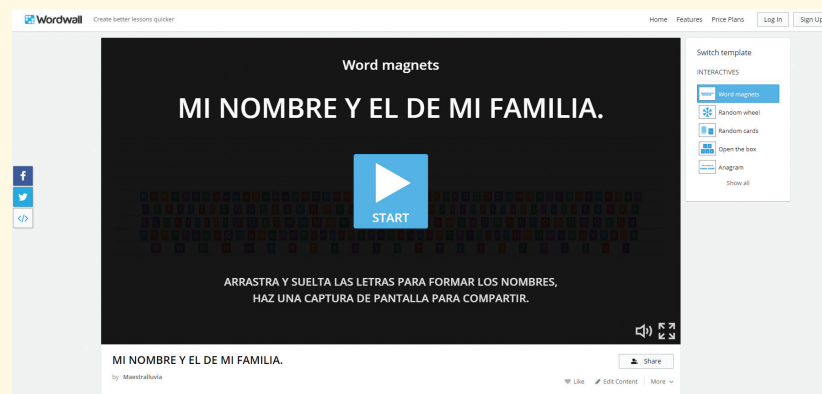 Wordwall Create better lessons quicker Home Features Price Plans Log In Sign Up
Word magnets
MI NOMBRE Y EL DE MI FAMILIA.
START
ARRASTRA Y SUELTA LAS LETRAS PARA FORMAR LOS NOMBRES,
HAZ UNA CAPTURA DE PANTALLA PARA COMPARTIR.
Switch template
INTERACTIVES
Word magnets
Random wheel
Random cards
Open the box
Anagram
Show all
MI NOMBRE Y EL DE MI FAMILIA.
Share
by Maestralluvia
Like Edit Content More